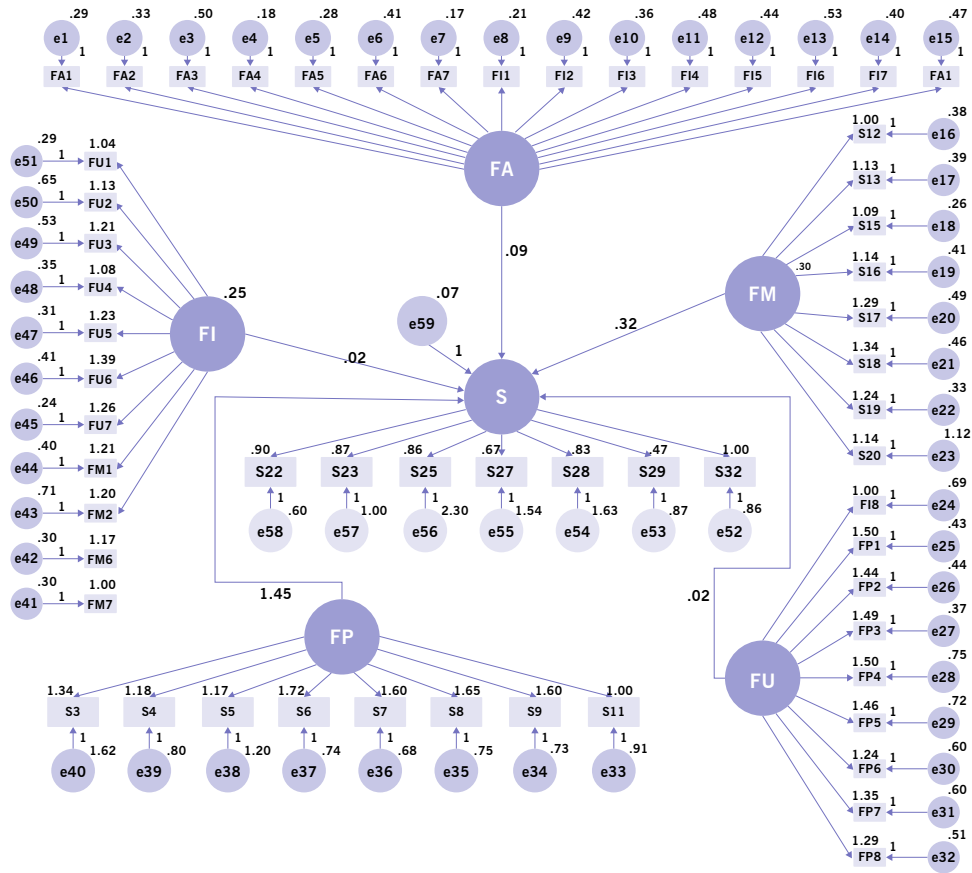 .29 .33 .50 .18 .28 .41 .17 .21 .42 .36 .48 .44 .53 .40 .47
e1 e2 e3 e4 e5 e6 e7 e8 e9 e10 e11 e12 e13 e14 e15
1 1 1 1 1 1 1 1 1 1 1 1 1 1 1
FA1 FA2 FA3 FA4 FA5 FA6 FA7 FI1 FI2 FI3 FI4 FI5 FI6 FI7 FA1
FA
.09
.29
e51 1 1.04 FU1
.65
e50 1 1.13 FU2
.53
e49 1 1.21 FU3
.35
e48 1 1.08 FU4
.31
e47 1 1.23 FU5
.41
e46 1 1.39 FU6
.24
e45 1 1.26 FU7
.40
e44 1 1.21 FM1
.71
e43 1 1.20 FM2
.30
e42 1 1.17 FM6
.30
e41 1 1.00 FM7
.25
FI
.02
.07
e59
1
S
.32
.30
FM
1.00 S12 1 .38 e16
1.13 S13 1 .39 e17
1.09 S15 1 .26 e18
1.14 S16 1 .41 e19
1.29 S17 1 .49 e20
1.34 S18 1 .46 e21
1.24 S19 1 .33 e22
1.14 S20 1 1.12 e23
.90 .87 .86 .67 .83 .47 1.00
S22 S23 S25 S27 S28 S29 S32
1 1 1 1 1 1 1
.60 1.00 2.30 1.54 1.63 .87 .86
e58 e57 e56 e55 e54 e53 e52
1.45
FP
1.34 1.18 1.17 1.72 1.60 1.65 1.60 1.00
S3 S4 S5 S6 S7 S8 S9 S11
1 1 1 1 1 1 1 1
1.62 .80 1.20 .74 .68 .75 .73 .91
e40 e39 e38 e37 e36 e35 e34 e33
.02
FU
1.00 FI8 1 .69 e24
1.50 FP1 1 .43 e25
1.44 FP2 1 .44 e26
1.49 FP3 1 .37 e27
1.50 FP4 1 .75 e28
1.46 FP5 1 .72 e29
1.24 FP6 1 .60 e30
1.35 FP7 1 .60 e31
1.29 FP8 1 .51 e32